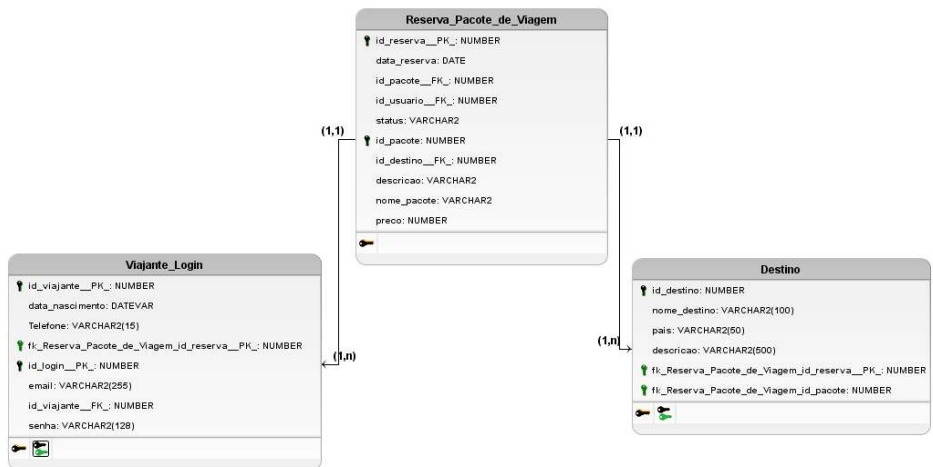 Reserva_Pacote_de_Viagem
id_reserva__PK_: NUMBER
data_reserva: DATE
id_pacote__FK_: NUMBER
id_usuario__FK_: NUMBER
status: VARCHAR2
(1,1)
(1,1)
id_pacote: NUMBER
id_destino__FK_: NUMBER
descricao: VARCHAR2
nome_pacote: VARCHAR2
preco: NUMBER
Viajante_Login
id_viajante__PK_: NUMBER
data_nascimento: DATEVAR
Telefone: VARCHAR2(15)
fk_Reserva_Pacote_de_Viagem_id_reserva__PK_: NUMBER
id_login__PK_: NUMBER
email: VARCHAR2(255)
id_viajante__FK_: NUMBER
senha: VARCHAR2(128)
(1,n)
(1,n)
Destino
id_destino: NUMBER
nome_destino: VARCHAR2(100)
pais: VARCHAR2(50)
descricao: VARCHAR2(500)
fk_Reserva_Pacote_de_Viagem_id_reserva__PK_: NUMBER
fk_Reserva_Pacote_de_Viagem_id_pacote: NUMBER